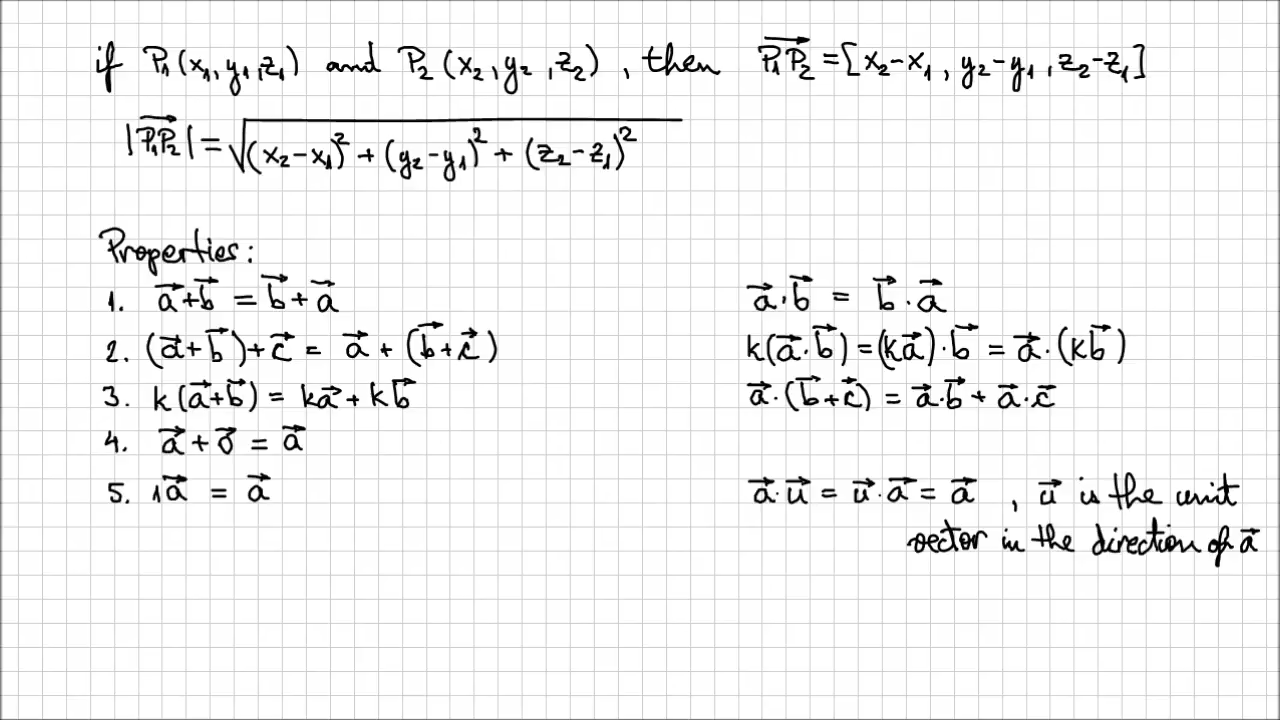 if P₁(x₁, y₁, z₁) and P₂(x₂, y₂, z₂), then P₁P₂⃗ = [x₂-x₁, y₂-y₁, z₂-z₁]
|P₁P₂⃗| = √((x₂-x₁)² + (y₂-y₁)² + (z₂-z₁)²)
Properties:
1. a⃗+b⃗ = b⃗+a⃗
2. (a⃗+b⃗)+c⃗ = a⃗+(b⃗+c⃗)
3. k(a⃗+b⃗) = ka⃗+kb⃗
4. a⃗+0⃗ = a⃗
5. 1a⃗ = a⃗
a⃗·b⃗ = b⃗·a⃗
k(a⃗·b⃗) = (ka⃗)·b⃗ = a⃗·(kb⃗)
a⃗·(b⃗+c⃗) = a⃗·b⃗ + a⃗·c⃗
a⃗·u⃗ = u⃗·a⃗ = a⃗ , u⃗ is the unit
vector in the direction of a⃗